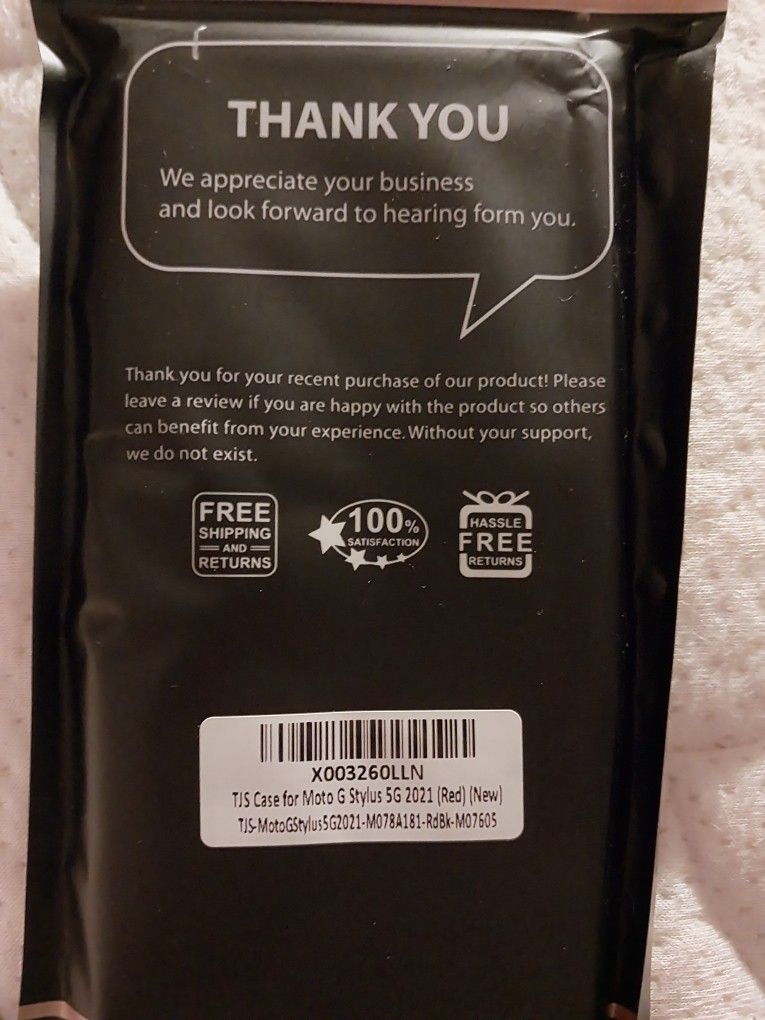 THANK YOU
We appreciate your business
and look forward to hearing form you.
Thank you for your recent purchase of our product! Please
leave a review if you are happy with the product so others
can benefit from your experience. Without your support,
we do not exist.
FREE
SHIPPING
AND
RETURNS
100%
SATISFACTION
HASSLE
FREE
RETURNS
X003260LLN
TJS Case for Moto G Stylus 5G 2021 (Red) (New)
TJS-MotoGStylus5G2021-M078A181-RdBk-M07605